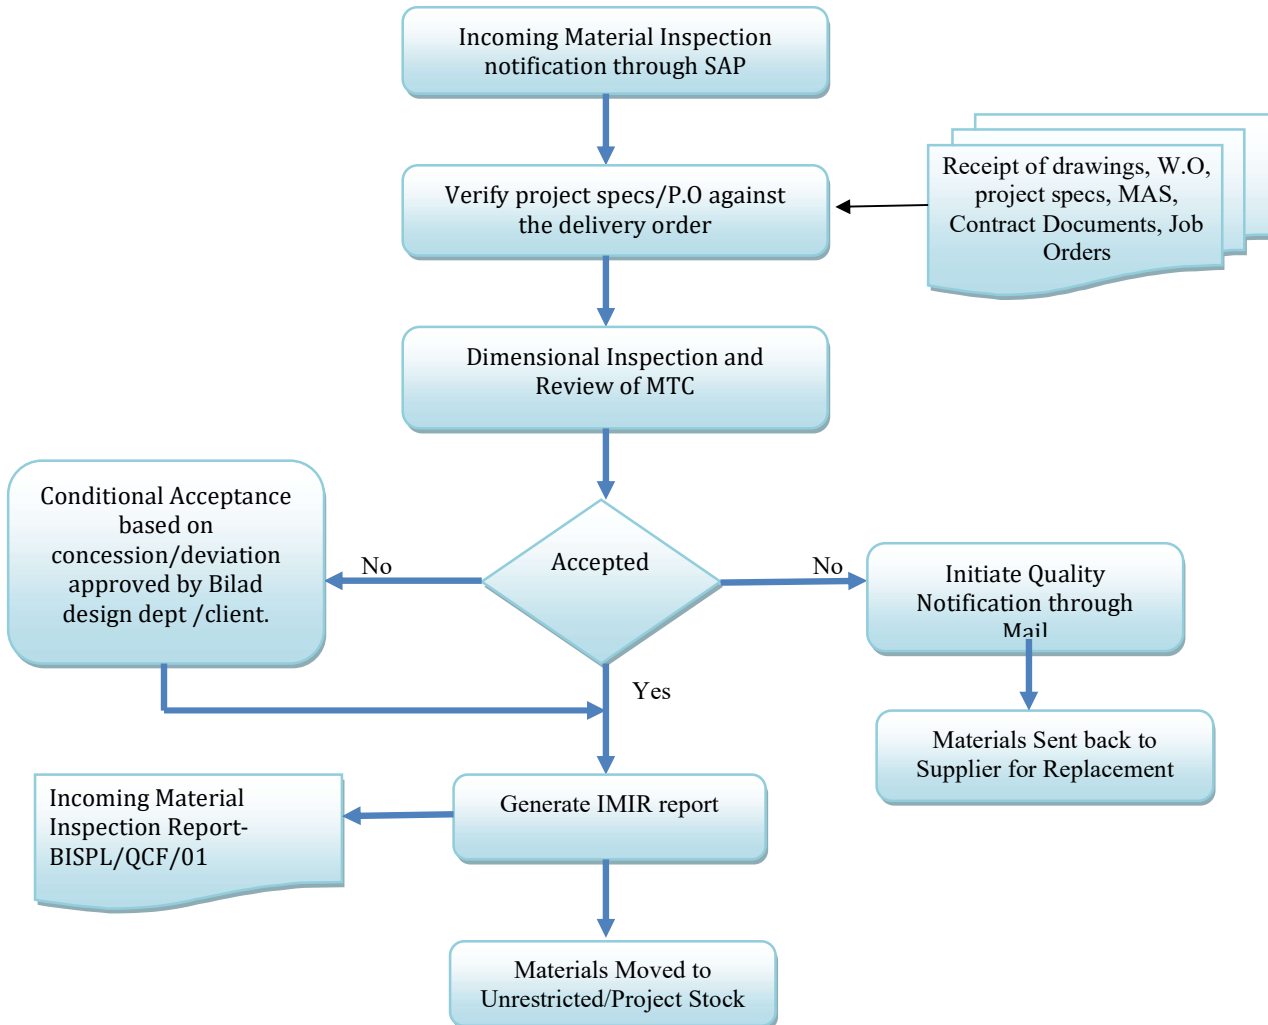 Incoming Material Inspection
notification through SAP
Receipt of drawings, W.O,
project specs, MAS,
Contract Documents, Job
Orders
Verify project specs/P.O against
the delivery order
Dimensional Inspection and
Review of MTC
Conditional Acceptance
based on
concession/deviation
approved by Bilad
design dept /client.
No
Accepted
No
Initiate Quality
Notification through
Mail
Yes
Materials Sent back to
Supplier for Replacement
Incoming Material
Inspection Report-
BISPL/QCF/01
Generate IMIR report
Materials Moved to
Unrestricted/Project Stock